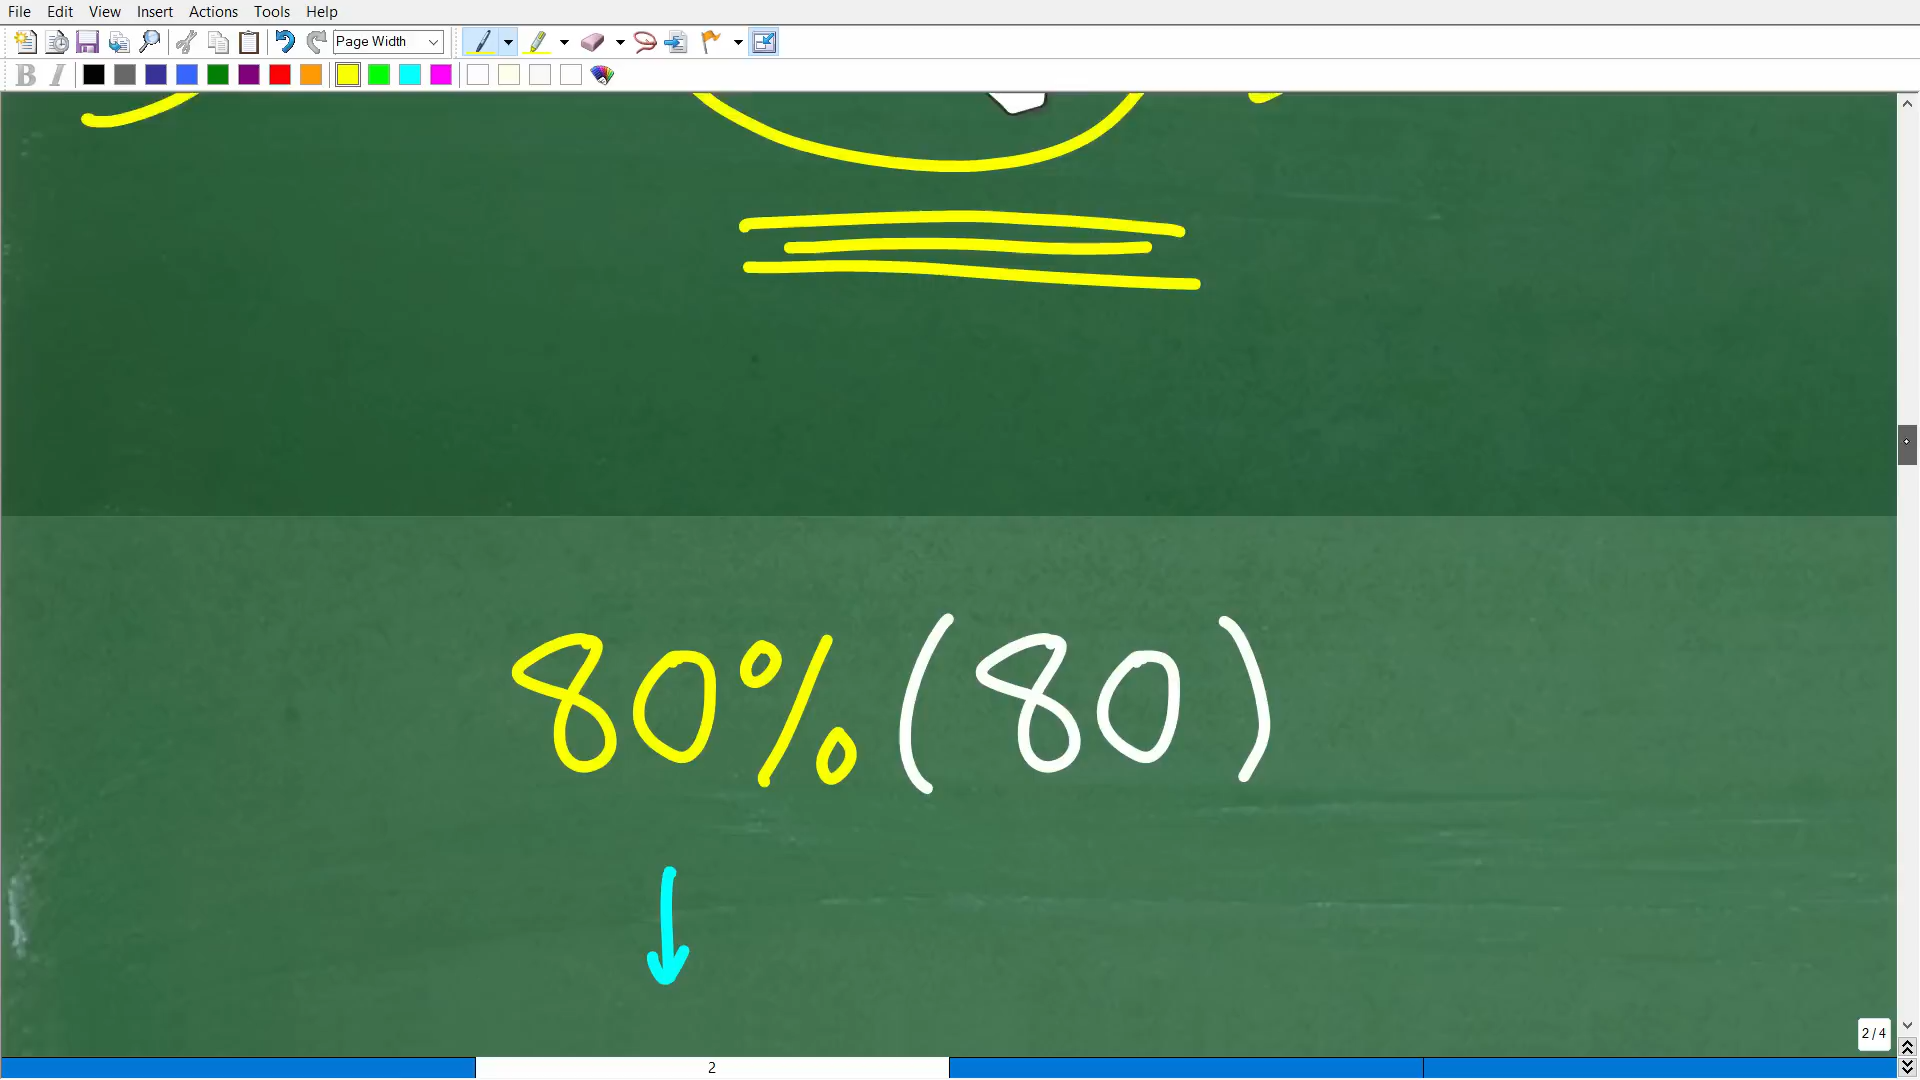 File Edit View Insert Actions Tools Help
Page Width
B I
80% (80)
2 / 4
2